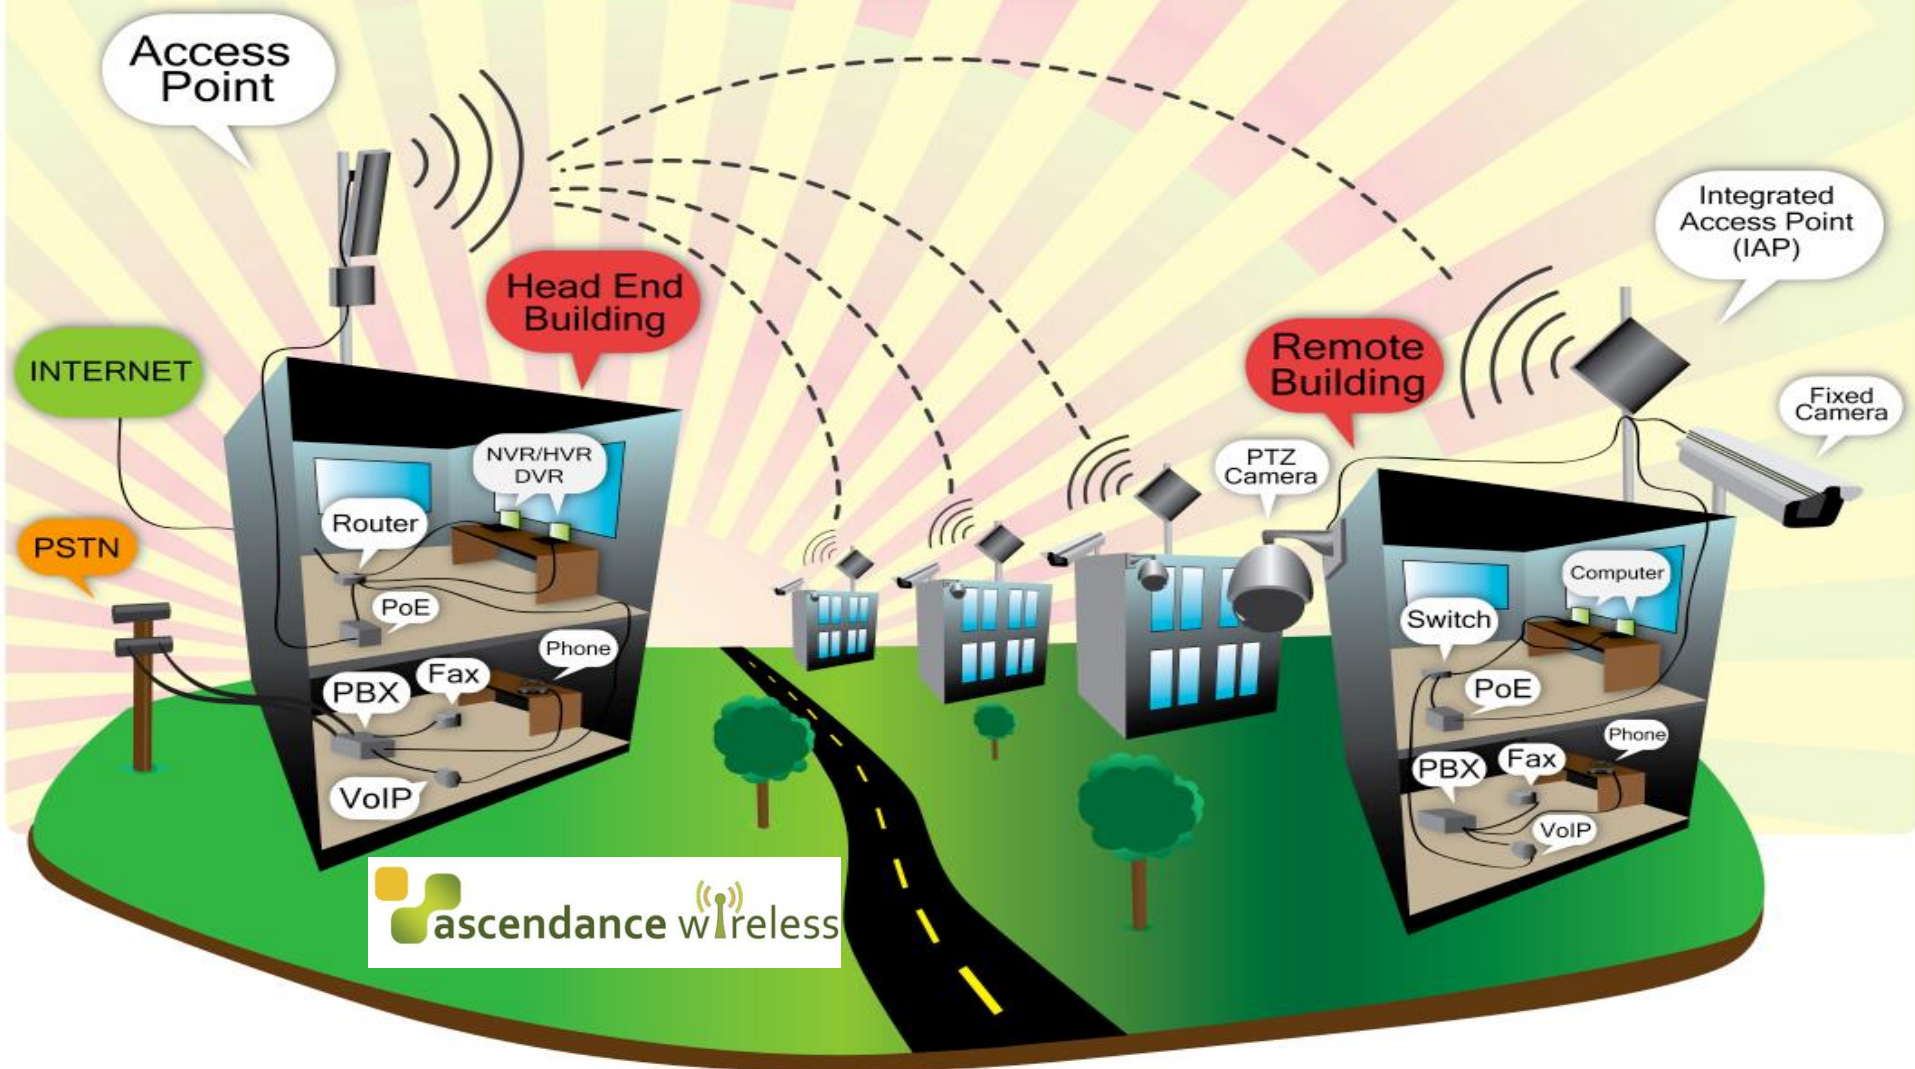 Access
Point
Integrated
Access Point
(IAP)
Head End
Building
Remote
Building
INTERNET
Fixed
Camera
NVR/HVR
DVR
PTZ
Camera
Router
PSTN
Computer
PoE
Switch
Phone
Fax
PBX
PoE
Phone
PBX
Fax
VoIP
VoIP
ascendance wireless